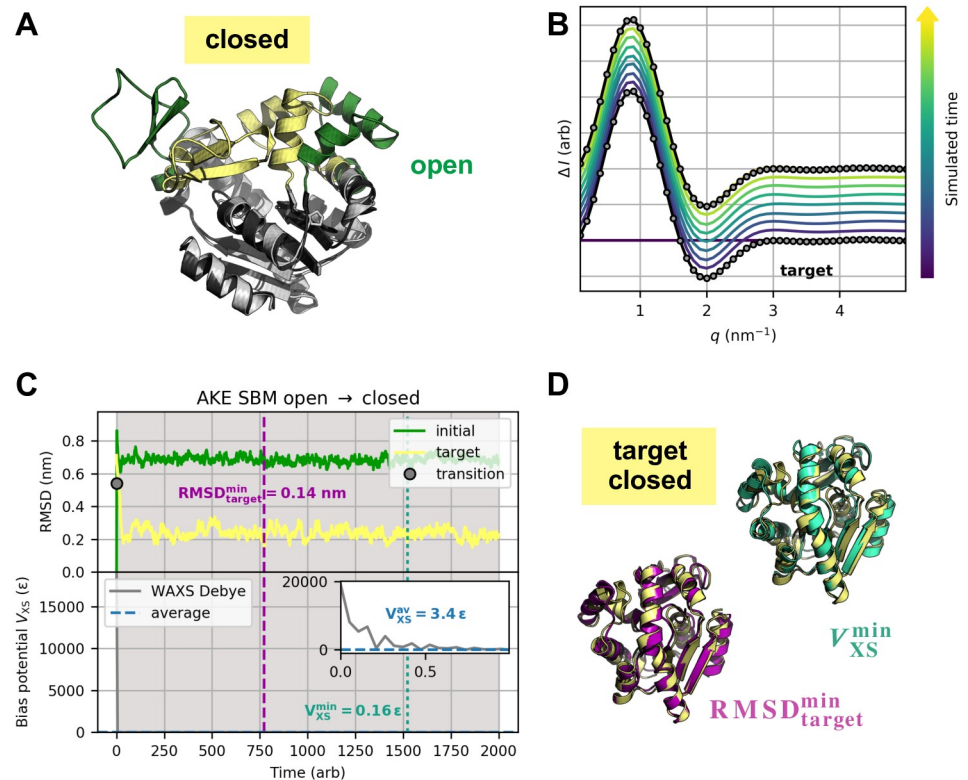 A
closed
open
B
ΔI (arb)
target
1 2 3 4
q (nm⁻¹)
Simulated time
C
AKE SBM open → closed
RMSD (nm)
0.8
0.6
0.4
0.2
0.0
initial
target
transition
RMSD^min_target = 0.14 nm
Bias potential V_XS (ε)
15000
10000
5000
0
WAXS Debye
average
20000
0
V^av_XS = 3.4 ε
0.0 0.5
V^min_XS = 0.16 ε
0 250 500 750 1000 1250 1500 1750 2000
Time (arb)
D
target
closed
V^min_XS
RMSD^min_target